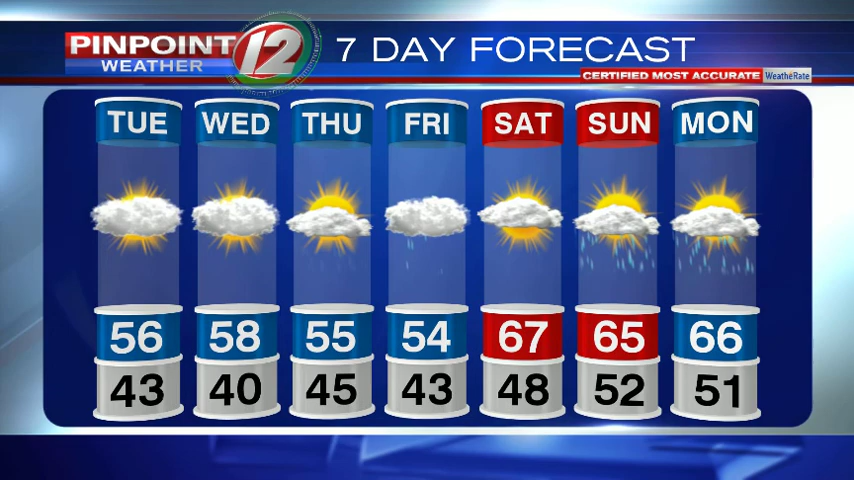 PINPOINT 12 7 DAY FORECAST
WEATHER
CERTIFIED MOST ACCURATE WeatheRate
TUE WED THU FRI SAT SUN MON
56 58 55 54 67 65 66
43 40 45 43 48 52 51